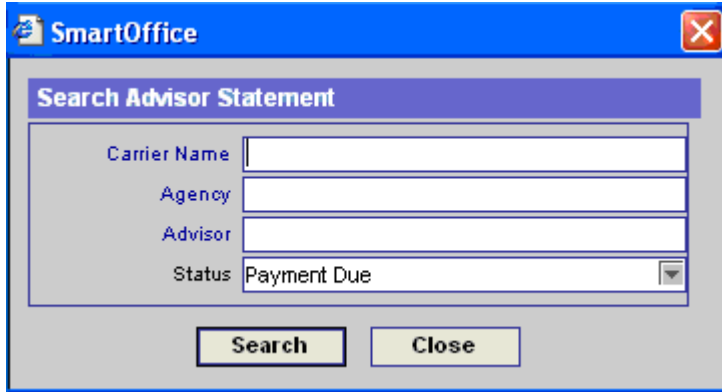 SmartOffice
Search Advisor Statement
Carrier Name
Agency
Advisor
Status Payment Due
Search Close